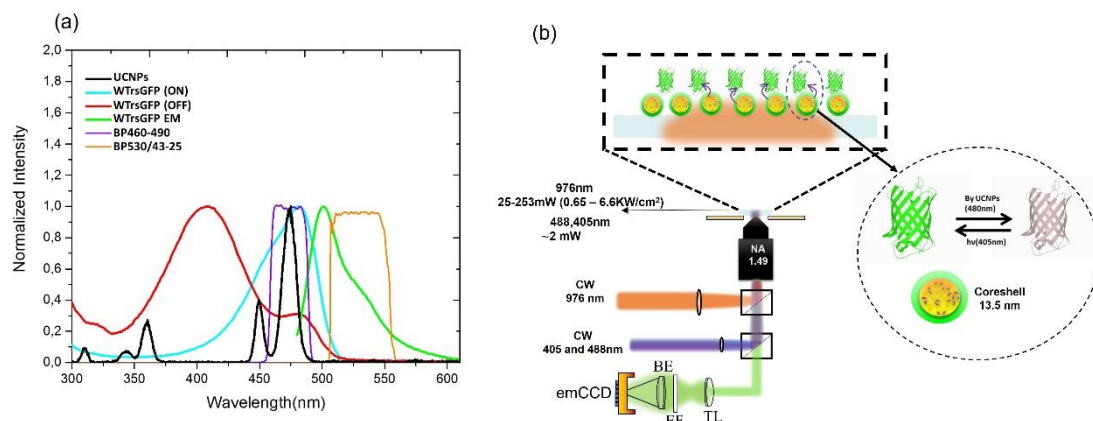 (a)
2,0
1,8
1,6
1,4
1,2
1,0
0,8
0,6
0,4
0,2
0,0
Normalized Intensity
UCNPs
WTrsGFP (ON)
WTrsGFP (OFF)
WTrsGFP EM
BP460-490
BP530/43-25
300
350
400
450
500
550
600
Wavelength(nm)
(b)
976nm
25-253mW (0.65 – 6.6KW/cm²)
488,405nm
~2 mW
NA
1.49
CW
976 nm
CW
405 and 488nm
BE
emCCD
EF
TL
By UCNPs
(480nm)
hv(405nm)
Coreshell
13.5 nm